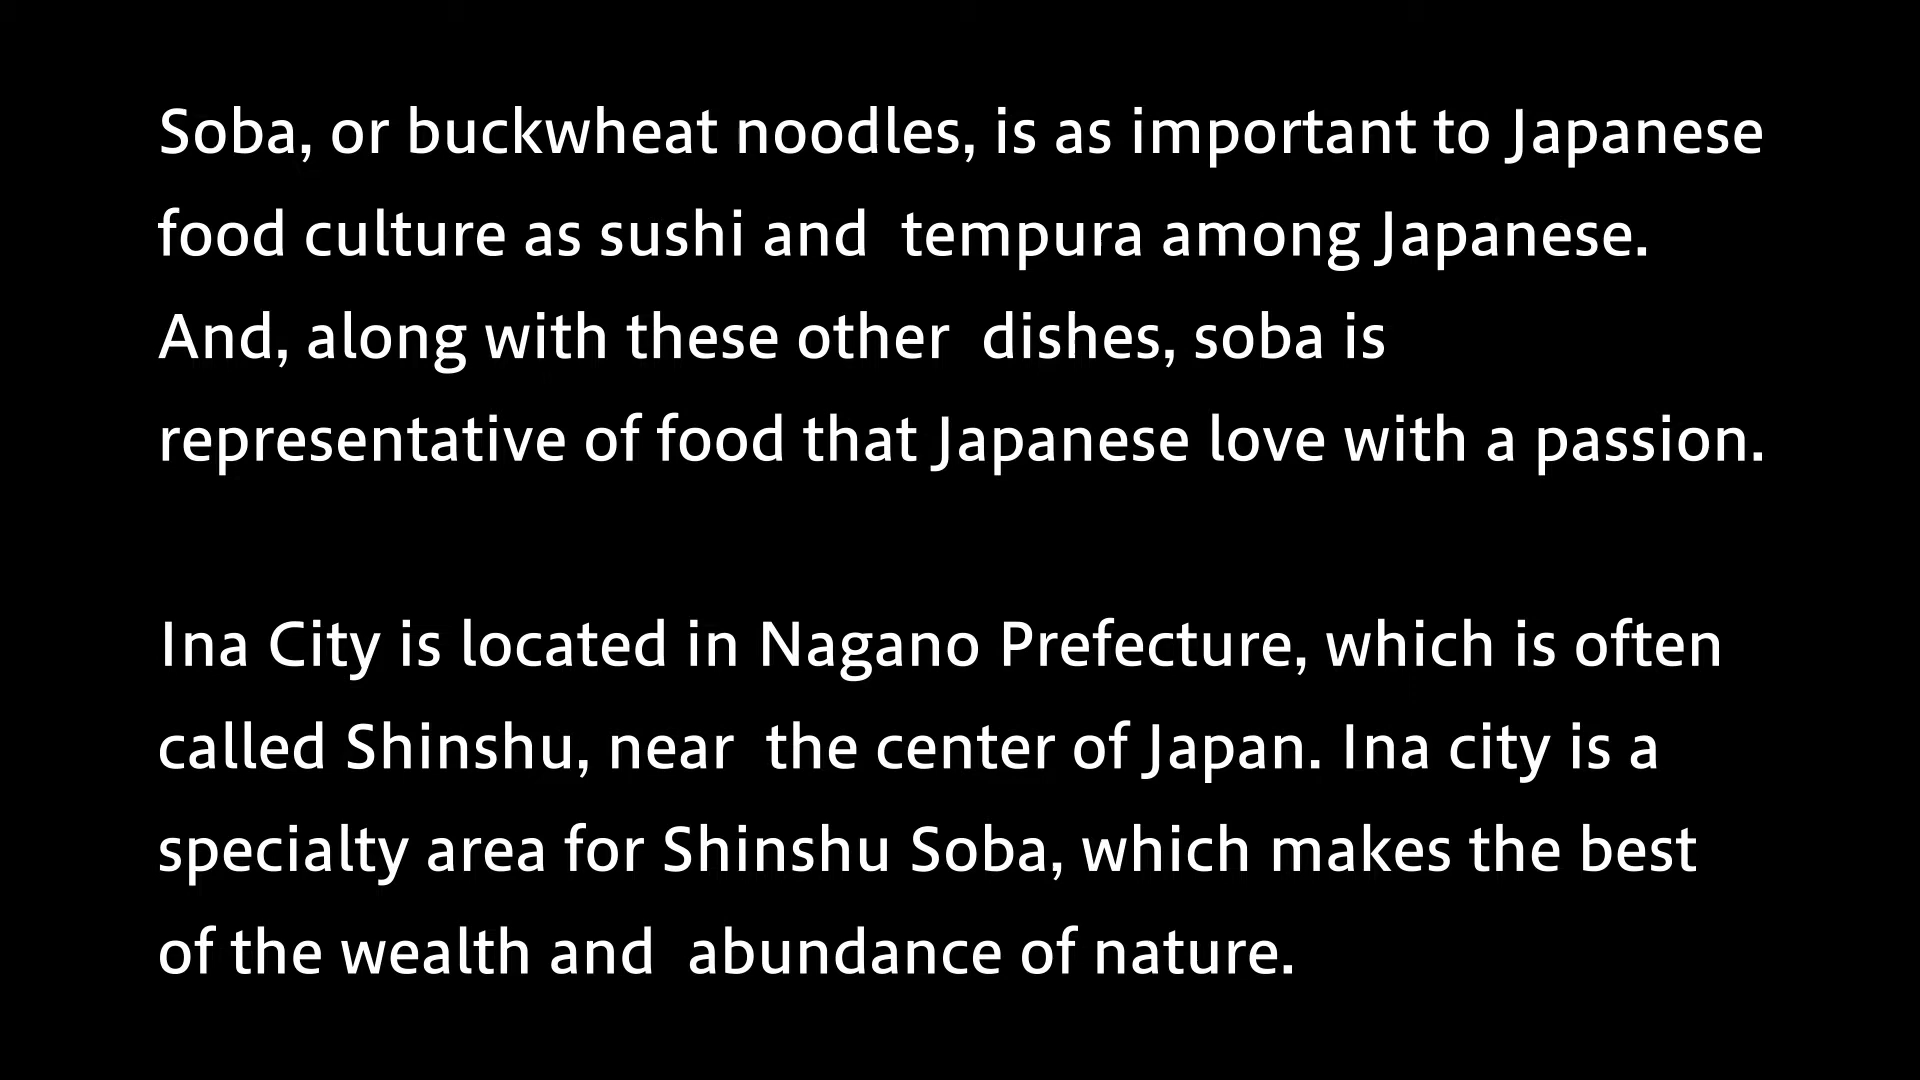 Soba, or buckwheat noodles, is as important to Japanese
food culture as sushi and  tempura among Japanese.
And, along with these other  dishes, soba is
representative of food that Japanese love with a passion.

Ina City is located in Nagano Prefecture, which is often
called Shinshu, near  the center of Japan. Ina city is a
specialty area for Shinshu Soba, which makes the best
of the wealth and  abundance of nature.